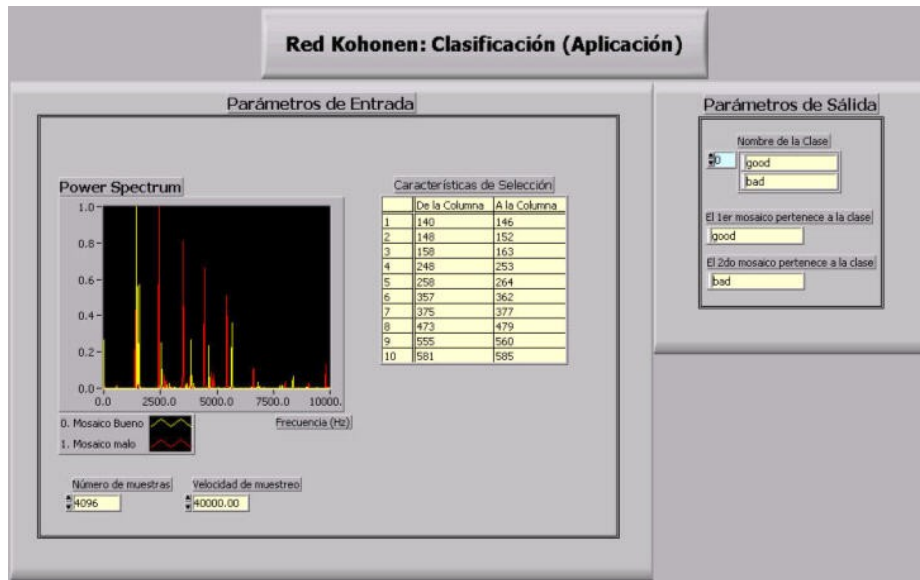 Red Kohonen: Clasificación (Aplicación)
Parámetros de Entrada
Power Spectrum
1.0
0.8
0.6
0.4
0.2
0.0
0.0 2500.0 5000.0 7500.0 10000.
Frecuencia (Hz)
0. Mosaico Bueno
1. Mosaico malo
Número de muestras
4096
Velocidad de muestreo
40000.00
Características de Selección
De la Columna A la Columna
1 140 146
2 148 152
3 158 163
4 248 253
5 258 264
6 357 362
7 375 377
8 473 479
9 555 560
10 581 585
Parámetros de Sálida
Nombre de la Clase
0
good
bad
El 1er mosaico pertenece a la clase
good
El 2do mosaico pertenece a la clase
bad